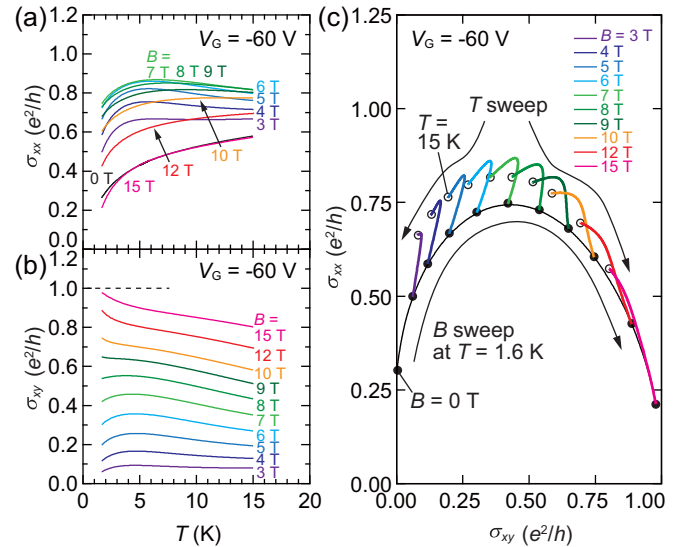 (a)
V_G = -60 V
B =
7 T 8 T 9 T
6 T
5 T
4 T
3 T
10 T
12 T
0 T
15 T
σ_xx (e²/h)
1.2
1.0
0.8
0.6
0.4
0.2
0.0
(b)
V_G = -60 V
B =
15 T
12 T
10 T
9 T
8 T
7 T
6 T
5 T
4 T
3 T
σ_xy (e²/h)
1.2
1.0
0.8
0.6
0.4
0.2
0.0
0 5 10 15 20
T (K)
(c)
V_G = -60 V
B = 3 T
4 T
5 T
6 T
7 T
8 T
9 T
10 T
12 T
15 T
T sweep
T =
15 K
B sweep
at T = 1.6 K
B = 0 T
σ_xx (e²/h)
1.25
1.00
0.75
0.50
0.25
0.00
0.00 0.25 0.50 0.75 1.00
σ_xy (e²/h)